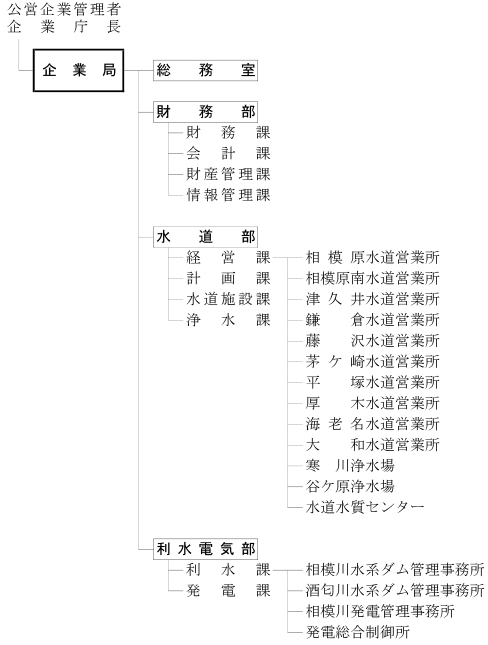 公営企業管理者
企業庁長
企業局
総務室
財務部
財務課
会計課
財産管理課
情報管理課
水道部
経営課 相模原水道営業所
計画課 相模原南水道営業所
水道施設課 津久井水道営業所
浄水課 鎌倉水道営業所
藤沢水道営業所
茅ケ崎水道営業所
平塚水道営業所
厚木水道営業所
海老名水道営業所
大和水道営業所
寒川浄水場
谷ケ原浄水場
水道水質センター
利水電気部
利水課 相模川水系ダム管理事務所
発電課 酒匂川水系ダム管理事務所
相模川発電管理事務所
発電総合制御所